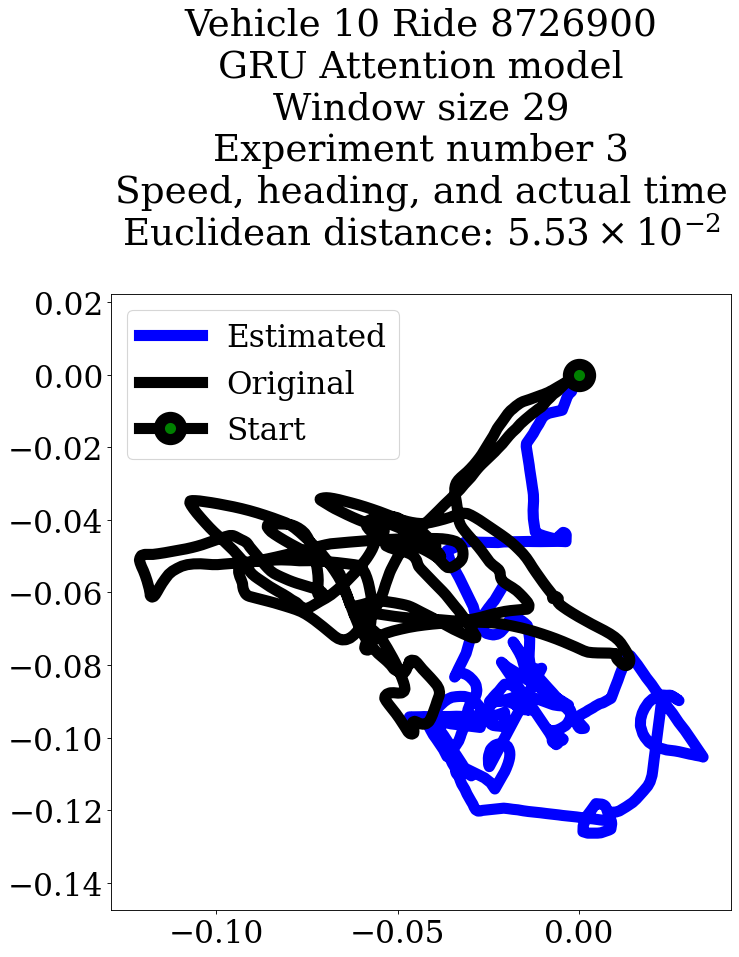 Vehicle 10 Ride 8726900
GRU Attention model
Window size 29
Experiment number 3
Speed, heading, and actual time
Euclidean distance: 5.53 × 10⁻²
Estimated
Original
Start
0.02
0.00
−0.02
−0.04
−0.06
−0.08
−0.10
−0.12
−0.14
−0.10
−0.05
0.00